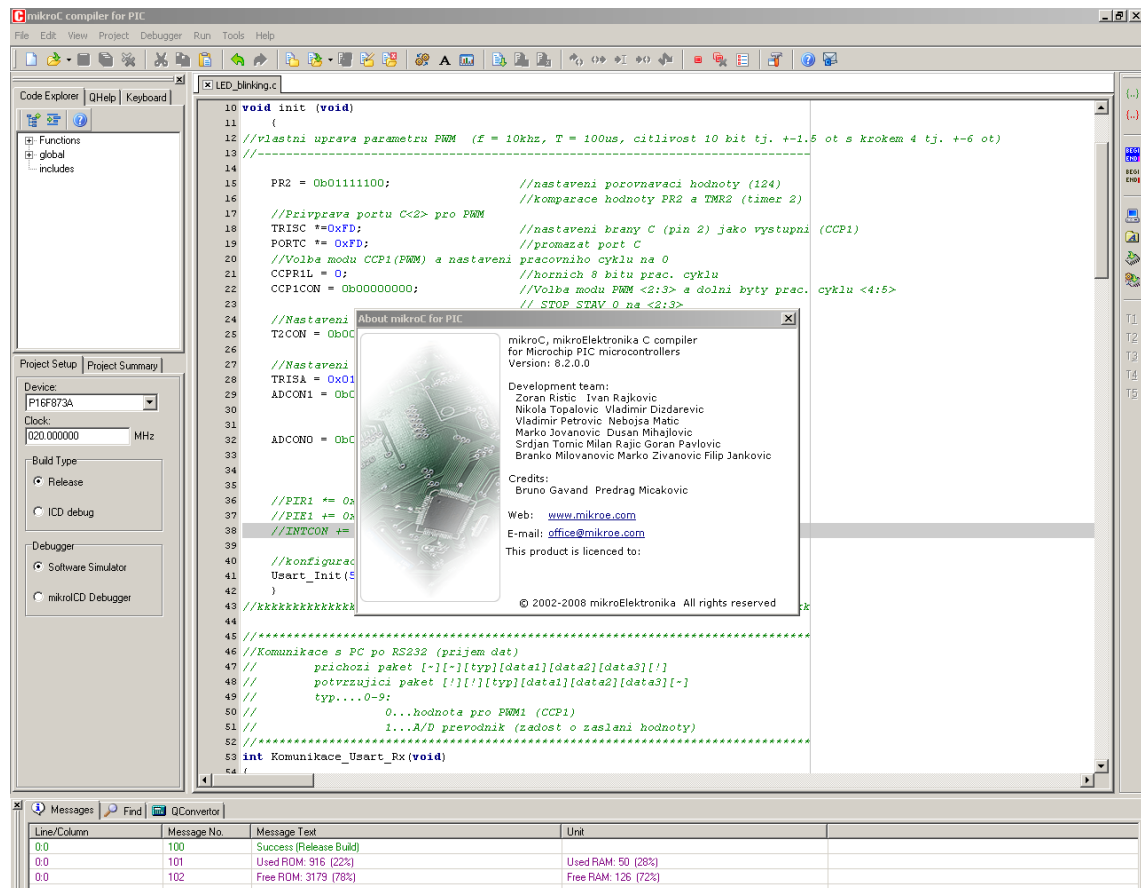 mikroC compiler for PIC
File Edit View Project Debugger Run Tools Help
Code Explorer QHelp Keyboard
Functions
global
includes
Project Setup Project Summary
Device:
P16F873A
Clock:
020.000000 MHz
Build Type
Release
ICD debug
Debugger
Software Simulator
mikroICD Debugger
LED_blinking.c
10 void init (void)
11 {
12 //vlastni uprava parametru PWM (f = 10khz, T = 100us, citlivost 10 bit tj. +-1.5 ot s krokem 4 tj. +-6 ot)
13 //-------------------------------------------------------------------------------
14
15 PR2 = 0b01111100; //nastaveni porovnavaci hodnoty (124)
16 //komparace hodnoty PR2 a TMR2 (timer 2)
17 //Privprava portu C<2> pro PWM
18 TRISC *=0xFD; //nastaveni brany C (pin 2) jako vystupni (CCP1)
19 PORTC *= 0xFD; //promazat port C
20 //Volba modu CCP1(PWM) a nastaveni pracovniho cyklu na 0
21 CCPR1L = 0; //hornich 8 bitu prac. cyklu
22 CCP1CON = 0b00000000; //Volba modu PWM <2:3> a dolni byty prac. cyklu <4:5>
23 // STOP STAV 0 na <2:3>
24 //Nastaveni
25 T2CON = 0b00
26
27 //Nastaveni
28 TRISA = 0x01
29 ADCON1 = 0b0
30
31
32 ADCON0 = 0b0
33
34
35
36 //PIR1 *= 0x
37 //PIE1 += 0x
38 //INTCON +=
39
40 //konfigurac
41 Usart_Init(5
42 }
43 //kkkkkkkkkkkkkk
44
45 //*******************************************************************************
46 //Komunikace s PC po RS232 (prijem dat)
47 // prichozi paket [~][~][typ][data1][data2][data3][!]
48 // potvrzujici paket [!][!][typ][data1][data2][data3][~]
49 // typ....0-9:
50 // 0...hodnota pro PWM1 (CCP1)
51 // 1...A/D prevodnik (zadost o zaslani hodnoty)
52 //*******************************************************************************
53 int Komunikace_Usart_Rx(void)
54 {
About mikroC for PIC
mikroC, mikroElektronika C compiler
for Microchip PIC microcontrollers
Version: 8.2.0.0
Development team:
Zoran Ristic Ivan Rajkovic
Nikola Topalovic Vladimir Dizdarevic
Vladimir Petrovic Nebojsa Matic
Marko Jovanovic Dusan Mihajlovic
Srdjan Tomic Milan Rajic Goran Pavlovic
Branko Milovanovic Marko Zivanovic Filip Jankovic
Credits:
Bruno Gavand Predrag Micakovic
Web: www.mikroe.com
E-mail: office@mikroe.com
This product is licenced to:
© 2002-2008 mikroElektronika All rights reserved
{..}
{..}
BEGI
END
BEGI
END
T1
T2
T3
T4
T5
Messages Find QConvertor
Line/Column Message No. Message Text Unit
0:0 100 Success (Release Build)
0:0 101 Used ROM: 916 (22%) Used RAM: 50 (28%)
0:0 102 Free ROM: 3179 (78%) Free RAM: 126 (72%)